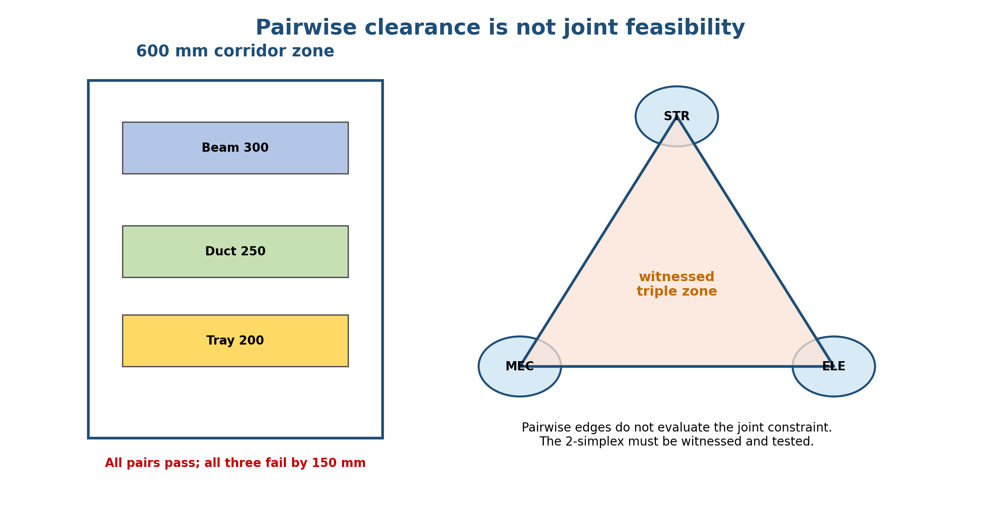 Pairwise clearance is not joint feasibility
600 mm corridor zone
Beam 300
Duct 250
Tray 200
All pairs pass; all three fail by 150 mm
STR
witnessed
triple zone
MEC
ELE
Pairwise edges do not evaluate the joint constraint.
The 2-simplex must be witnessed and tested.